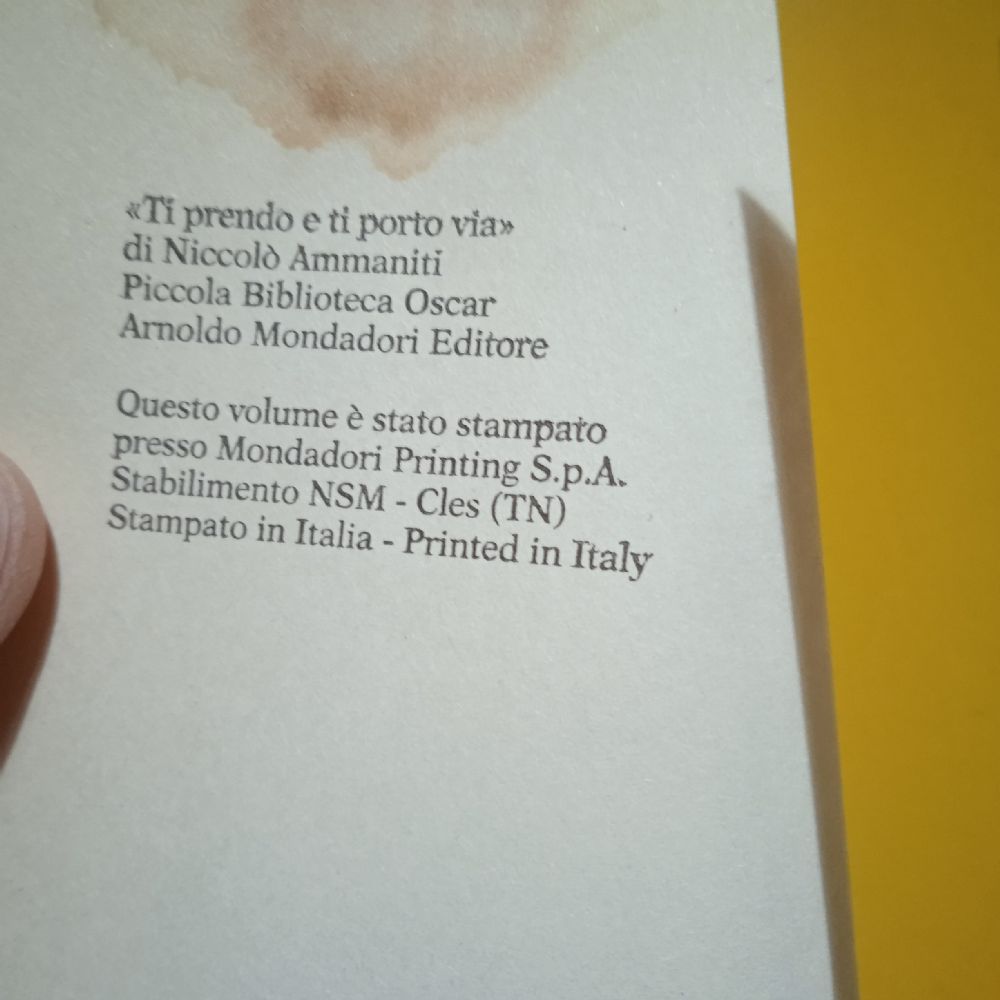 «Ti prendo e ti porto via»
di Niccolò Ammaniti
Piccola Biblioteca Oscar
Arnoldo Mondadori Editore
Questo volume è stato stampato
presso Mondadori Printing S.p.A.
Stabilimento NSM - Cles (TN)
Stampato in Italia - Printed in Italy